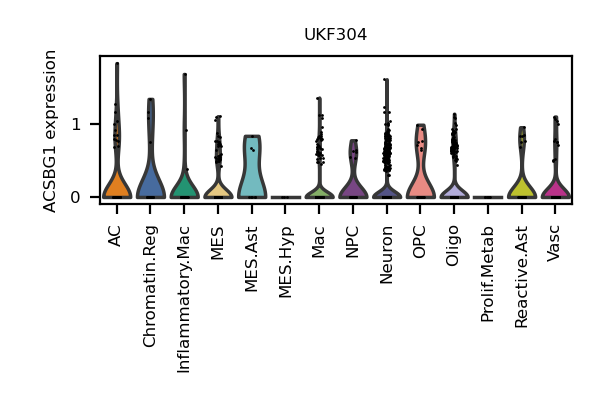 UKF304
ACSBG1 expression
1
0
AC
Chromatin.Reg
Inflammatory.Mac
MES
MES.Ast
MES.Hyp
Mac
NPC
Neuron
OPC
Oligo
Prolif.Metab
Reactive.Ast
Vasc